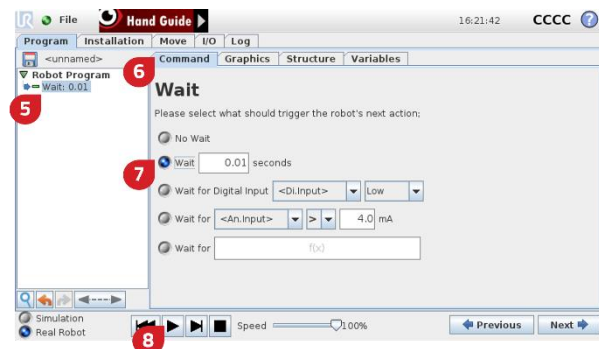 UR File Hand Guide 16:21:42 CCCC ?
Program Installation Move I/O Log
<unnamed> Command Graphics Structure Variables
6
Robot Program
Wait: 0.01
5
Wait
Please select what should trigger the robot's next action:
No Wait
Wait 0.01 seconds
7
Wait for Digital Input <Di.Input> Low
Wait for <An.Input> > 4.0 mA
Wait for f(x)
Simulation
Real Robot
Speed 100% Previous Next
8